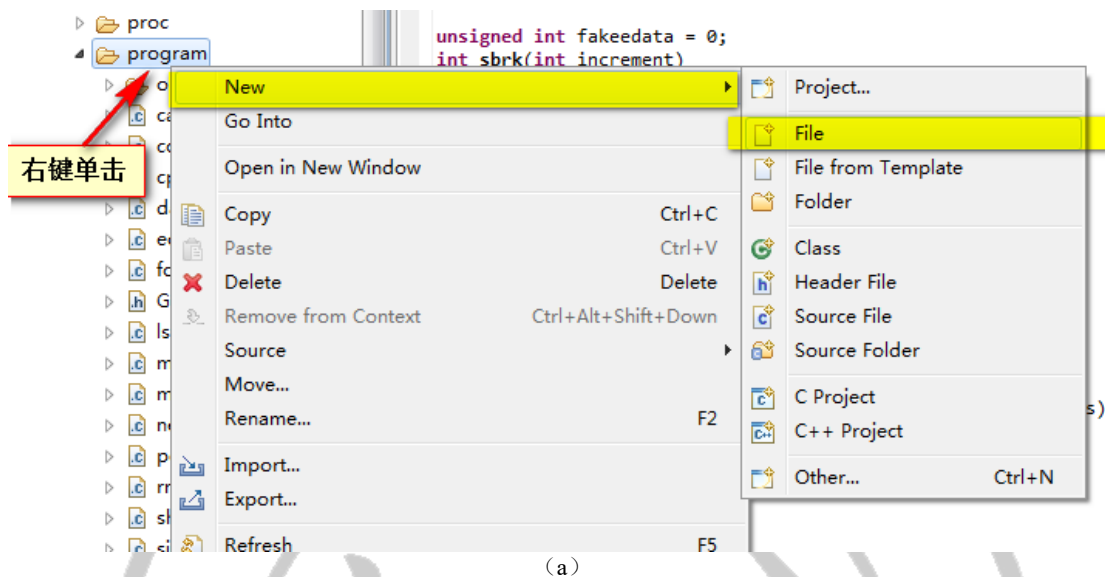 proc
unsigned int fakeedata = 0;
program
int sbrk(int increment)
右键单击
New
Go Into
Open in New Window
Copy Ctrl+C
Paste Ctrl+V
Delete Delete
Remove from Context Ctrl+Alt+Shift+Down
Source
Move...
Rename... F2
Import...
Export...
Refresh F5
Project...
File
File from Template
Folder
Class
Header File
Source File
Source Folder
C Project
C++ Project
Other... Ctrl+N
s)
(a)